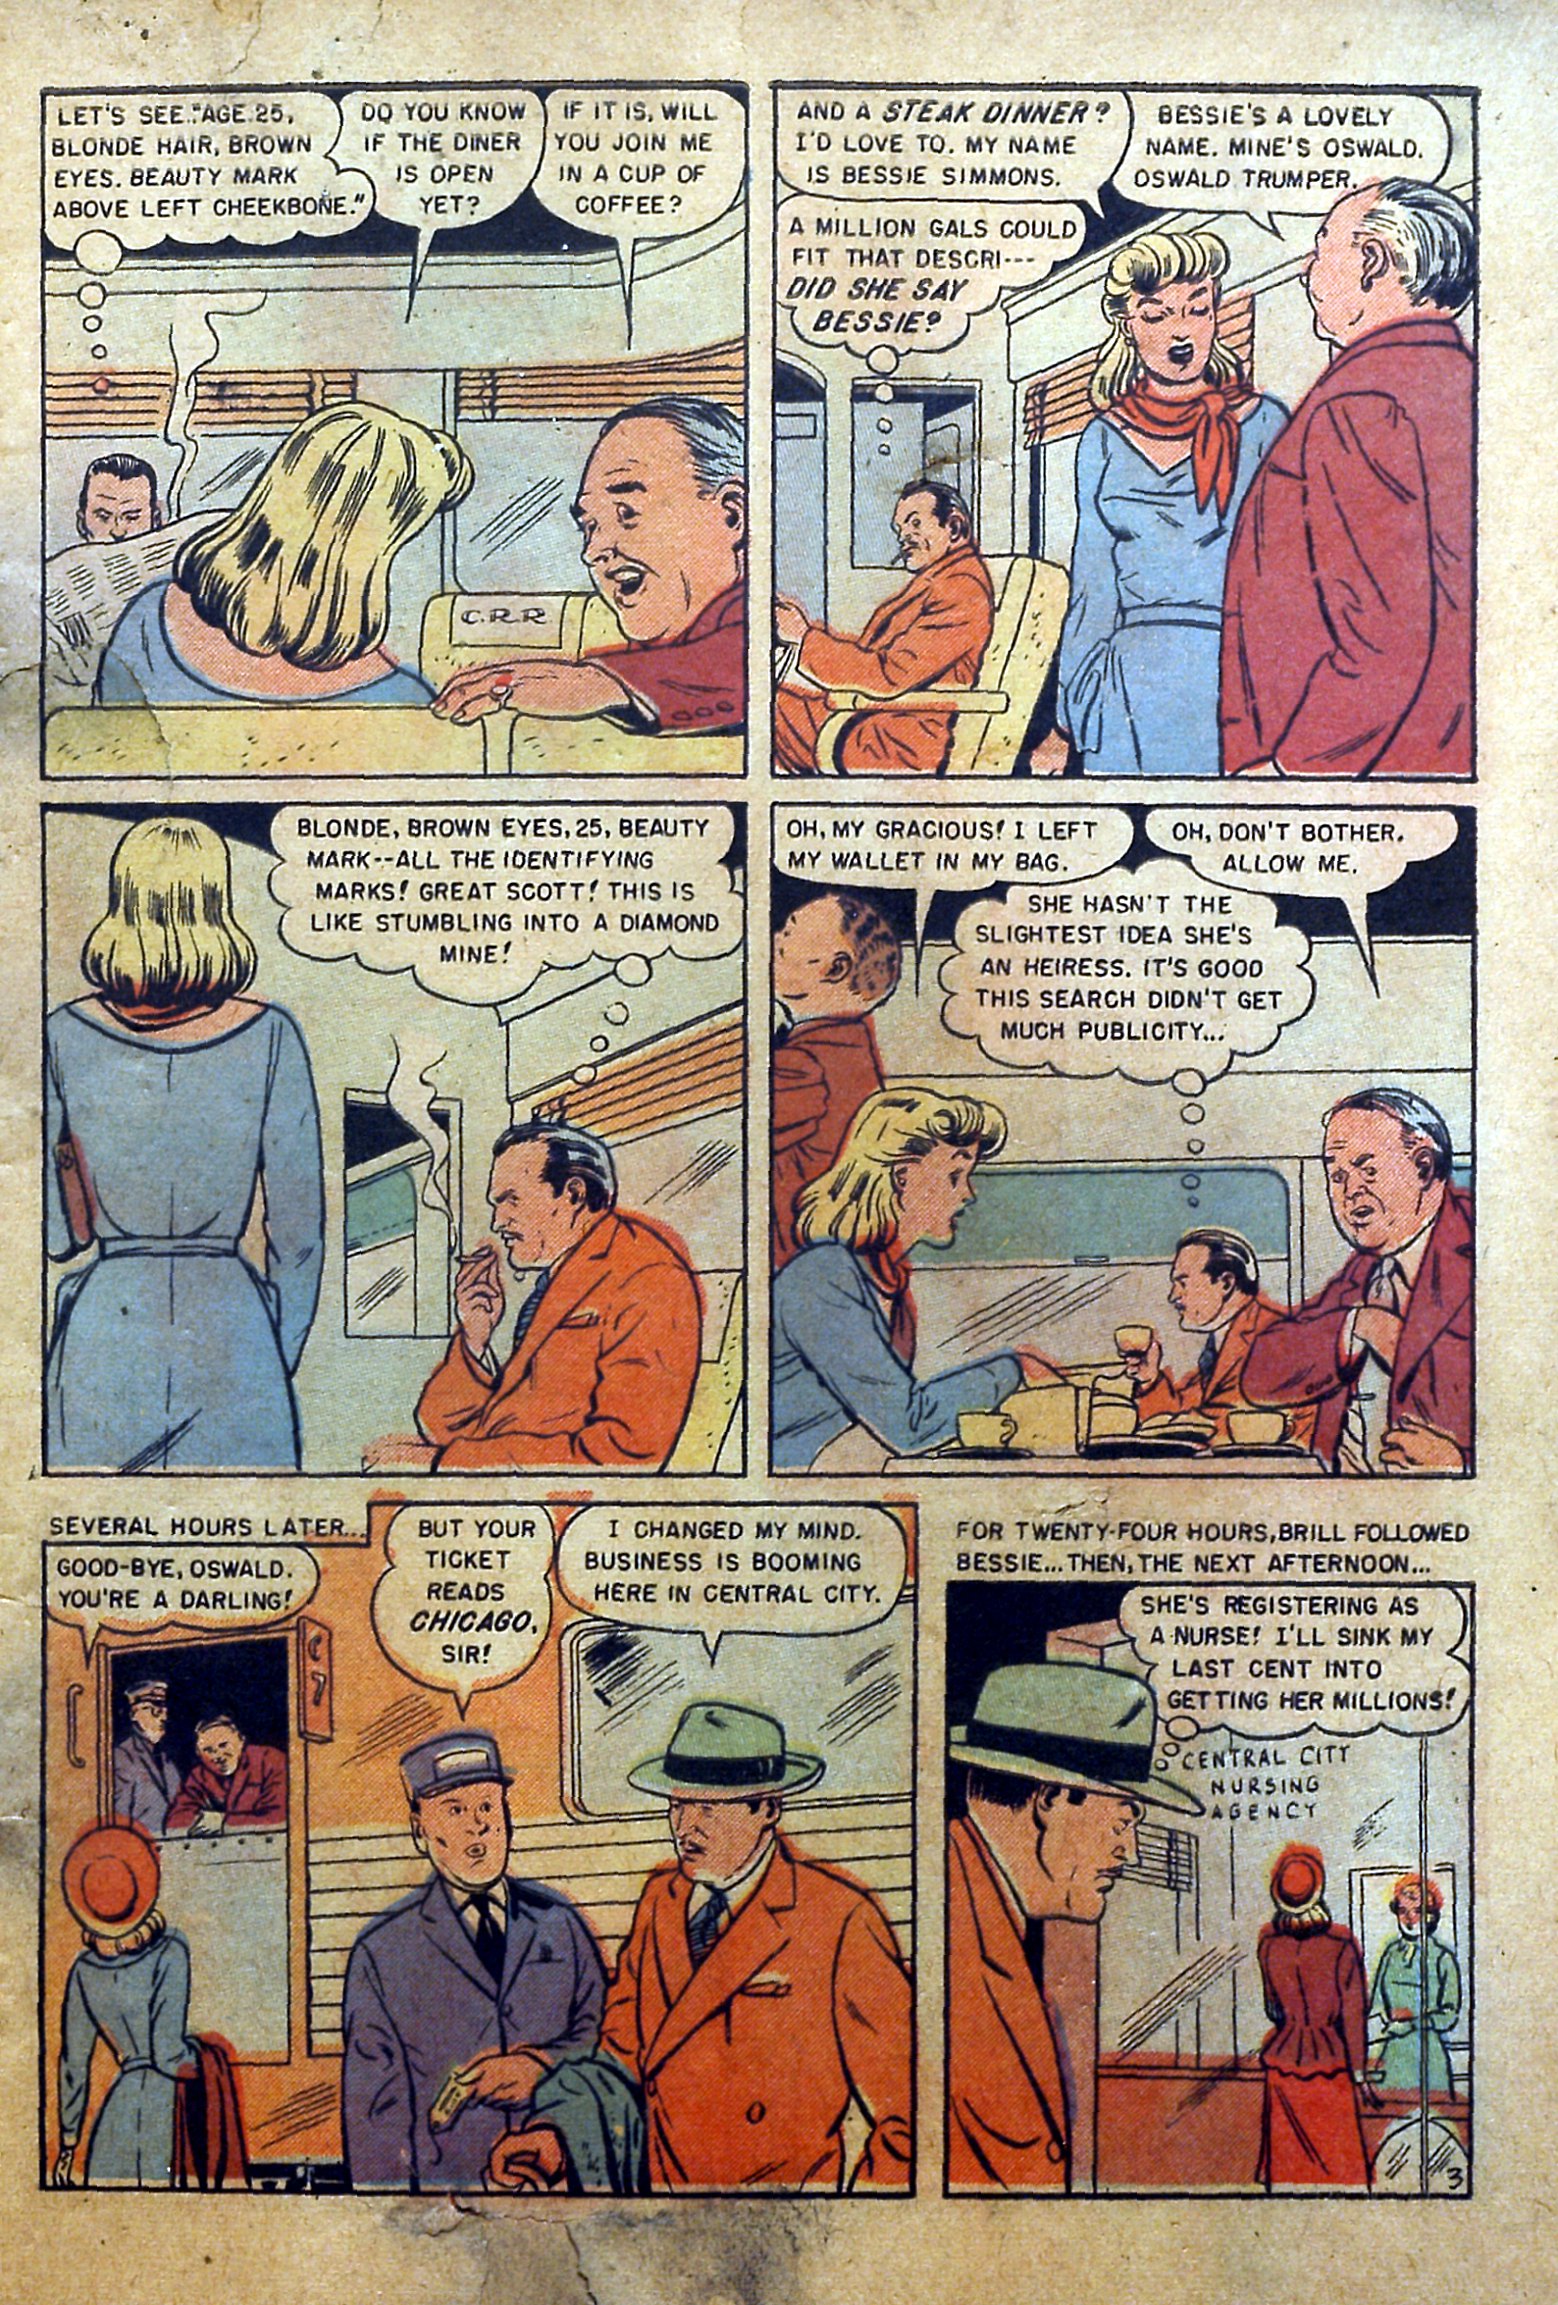 LET'S SEE. "AGE 25,
BLONDE HAIR, BROWN
EYES. BEAUTY MARK
ABOVE LEFT CHEEKBONE."
DO YOU KNOW
IF THE DINER
IS OPEN
YET?
IF IT IS, WILL
YOU JOIN ME
IN A CUP OF
COFFEE?
C.R.R
AND A STEAK DINNER?
I'D LOVE TO. MY NAME
IS BESSIE SIMMONS.
BESSIE'S A LOVELY
NAME. MINE'S OSWALD.
OSWALD TRUMPER.
A MILLION GALS COULD
FIT THAT DESCRI---
DID SHE SAY
BESSIE?
BLONDE, BROWN EYES, 25, BEAUTY
MARK--ALL THE IDENTIFYING
MARKS! GREAT SCOTT! THIS IS
LIKE STUMBLING INTO A DIAMOND
MINE!
OH, MY GRACIOUS! I LEFT
MY WALLET IN MY BAG.
OH, DON'T BOTHER.
ALLOW ME.
SHE HASN'T THE
SLIGHTEST IDEA SHE'S
AN HEIRESS. IT'S GOOD
THIS SEARCH DIDN'T GET
MUCH PUBLICITY...
SEVERAL HOURS LATER...
GOOD-BYE, OSWALD.
YOU'RE A DARLING!
BUT YOUR
TICKET
READS
CHICAGO,
SIR!
I CHANGED MY MIND.
BUSINESS IS BOOMING
HERE IN CENTRAL CITY.
C
7
FOR TWENTY-FOUR HOURS, BRILL FOLLOWED
BESSIE... THEN, THE NEXT AFTERNOON...
SHE'S REGISTERING AS
A NURSE! I'LL SINK MY
LAST CENT INTO
GETTING HER MILLIONS!
CENTRAL CITY
NURSING
AGENCY
3